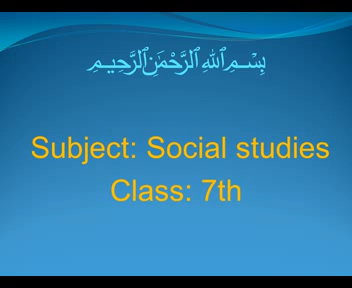 بِسْمِ ٱللَّهِ ٱلرَّحْمَٰنِ ٱلرَّحِيمِ
Subject: Social studies
Class: 7th